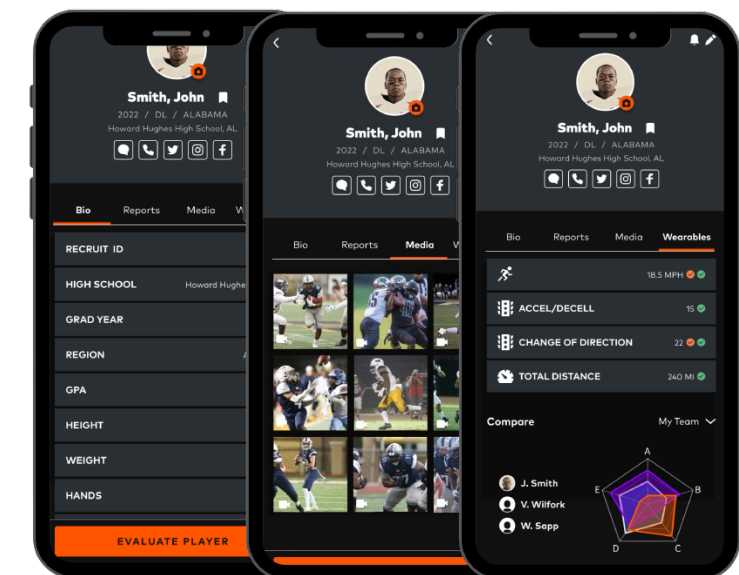 Smith, John
2022 / DL / ALABAMA
Howard Hughes High School, AL
Bio Reports Media
RECRUIT ID
HIGH SCHOOL Howard Hughe
GRAD YEAR
REGION
GPA
HEIGHT
WEIGHT
HANDS
EVALUATE PLAYER
Smith, John
2022 / DL / ALABAMA
Howard Hughes High School, AL
Bio Reports Media
Smith, John
2022 / DL / ALABAMA
Howard Hughes High School, AL
Bio Reports Media Wearables
18.5 MPH
ACCEL/DECELL 15
CHANGE OF DIRECTION 22
TOTAL DISTANCE 240 MI
Compare My Team
J. Smith
V. Wilfork
W. Sapp
A
E B
D C